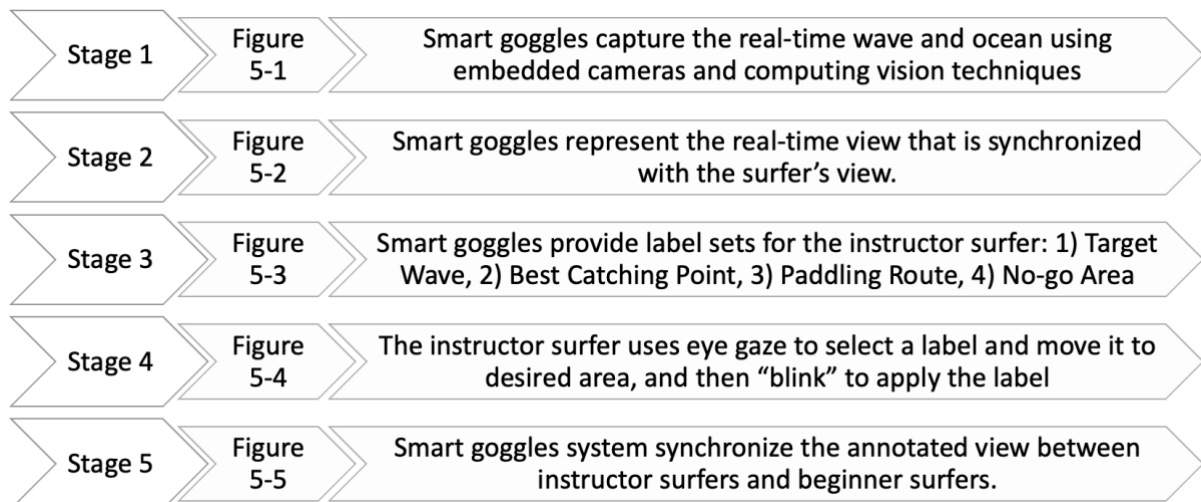 Stage 1
Figure
5-1
Smart goggles capture the real-time wave and ocean using
embedded cameras and computing vision techniques
Stage 2
Figure
5-2
Smart goggles represent the real-time view that is synchronized
with the surfer’s view.
Stage 3
Figure
5-3
Smart goggles provide label sets for the instructor surfer: 1) Target
Wave, 2) Best Catching Point, 3) Paddling Route, 4) No-go Area
Stage 4
Figure
5-4
The instructor surfer uses eye gaze to select a label and move it to
desired area, and then “blink” to apply the label
Stage 5
Figure
5-5
Smart goggles system synchronize the annotated view between
instructor surfers and beginner surfers.